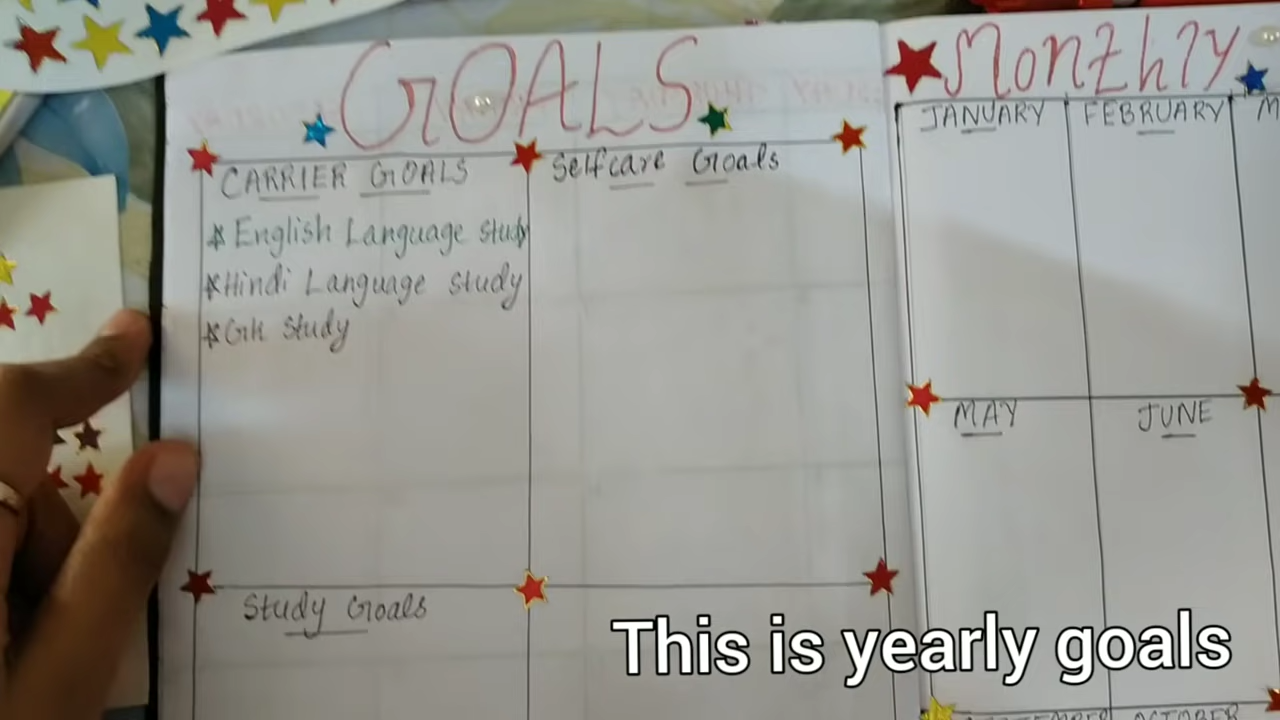 GOALS
CARRIER GOALS
* English Language study
* Hindi Language study
* GK study
Selfcare Goals
Study Goals
Monthly
JANUARY
FEBRUARY
M
MAY
JUNE
OCTOBER
This is yearly goals